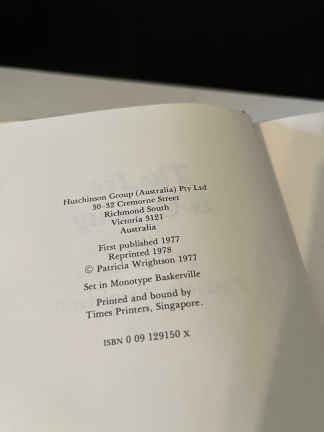 Hutchinson Group (Australia) Pty Ltd
30-32 Cremorne Street
Richmond South
Victoria 3121
Australia
First published 1977
Reprinted 1978
© Patricia Wrightson 1977
Set in Monotype Baskerville
Printed and bound by
Times Printers, Singapore.
ISBN 0 09 129150 X